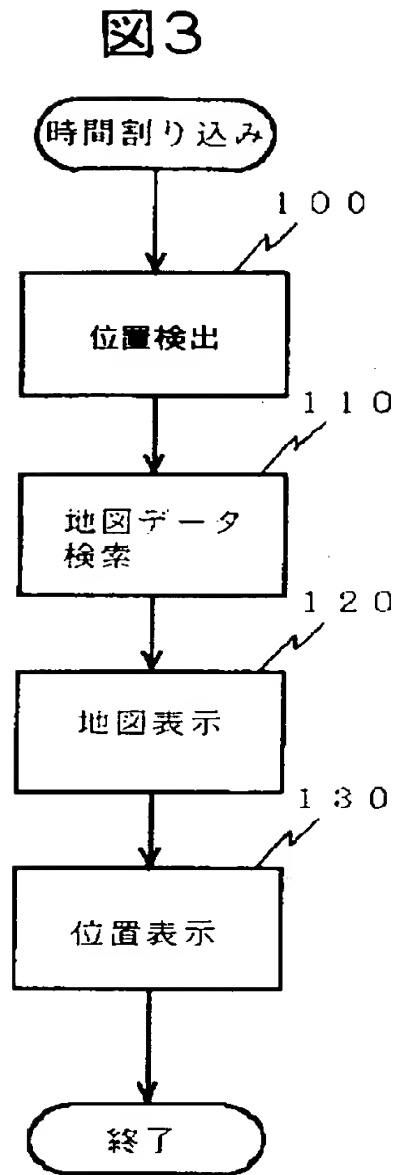 図3
時間割り込み
100
位置検出
110
地図データ
検索
120
地図表示
130
位置表示
終了